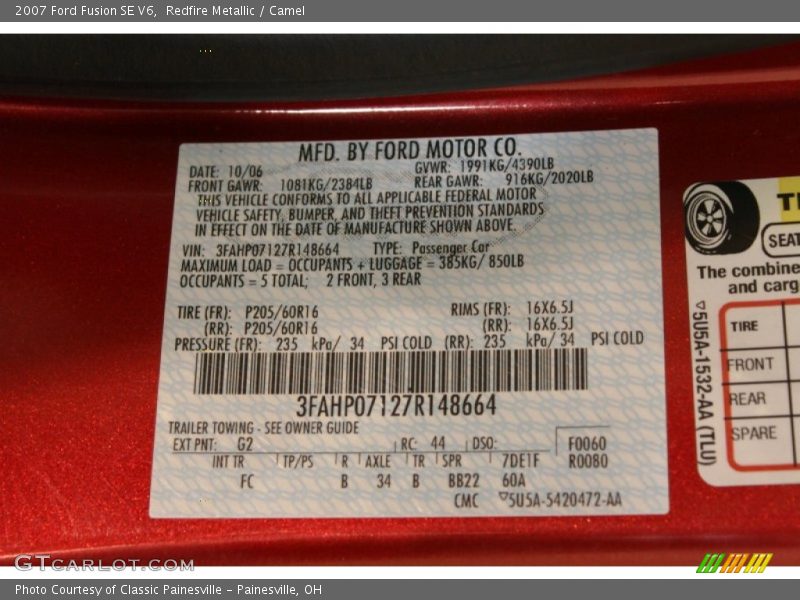 2007 Ford Fusion SE V6,  Redfire Metallic / Camel
MFD. BY FORD MOTOR CO.
DATE: 10/06 GVWR: 1991KG/4390LB
FRONT GAWR: 1081KG/2384LB REAR GAWR: 916KG/2020LB
THIS VEHICLE CONFORMS TO ALL APPLICABLE FEDERAL MOTOR
VEHICLE SAFETY, BUMPER, AND THEFT PREVENTION STANDARDS
IN EFFECT ON THE DATE OF MANUFACTURE SHOWN ABOVE.
VIN: 3FAHP07127R148664 TYPE: Passenger Car
MAXIMUM LOAD = OCCUPANTS + LUGGAGE = 385KG/ 850LB
OCCUPANTS = 5 TOTAL; 2 FRONT, 3 REAR
TIRE (FR): P205/60R16 RIMS (FR): 16X6.5J
(RR): P205/60R16 (RR): 16X6.5J
PRESSURE (FR): 235 kPa/ 34 PSI COLD (RR): 235 kPa/ 34 PSI COLD
3FAHP07127R148664
TRAILER TOWING - SEE OWNER GUIDE
EXT PNT: G2 RC: 44 DSO: F0060
INT TR TP/PS R AXLE TR SPR 7DE1F R0080
FC B 34 B BB22 60A
CMC 5U5A-5420472-AA
SEAT
The combine
and carg
TIRE
FRONT
REAR
SPARE
5U5A-1532-AA (TLU)
GTCARLOT.COM
Photo Courtesy of Classic Painesville - Painesville, OH